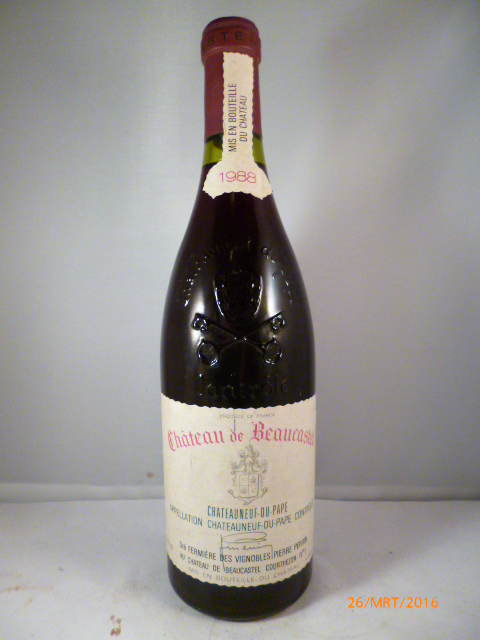 MIS EN BOUTEILLE
DU CHATEAU
1988
Contrôlé
PRODUCE OF FRANCE
Château de Beaucastel
CHATEAUNEUF-DU-PAPE
APPELLATION CHATEAUNEUF-DU-PAPE CONTROLÉE
Sté FERMIÈRE DES VIGNOBLES PIERRE PERRIN
AU CHATEAU DE BEAUCASTEL COURTHEZON
MIS EN BOUTEILLE DU CHATEAU
26/MRT/2016